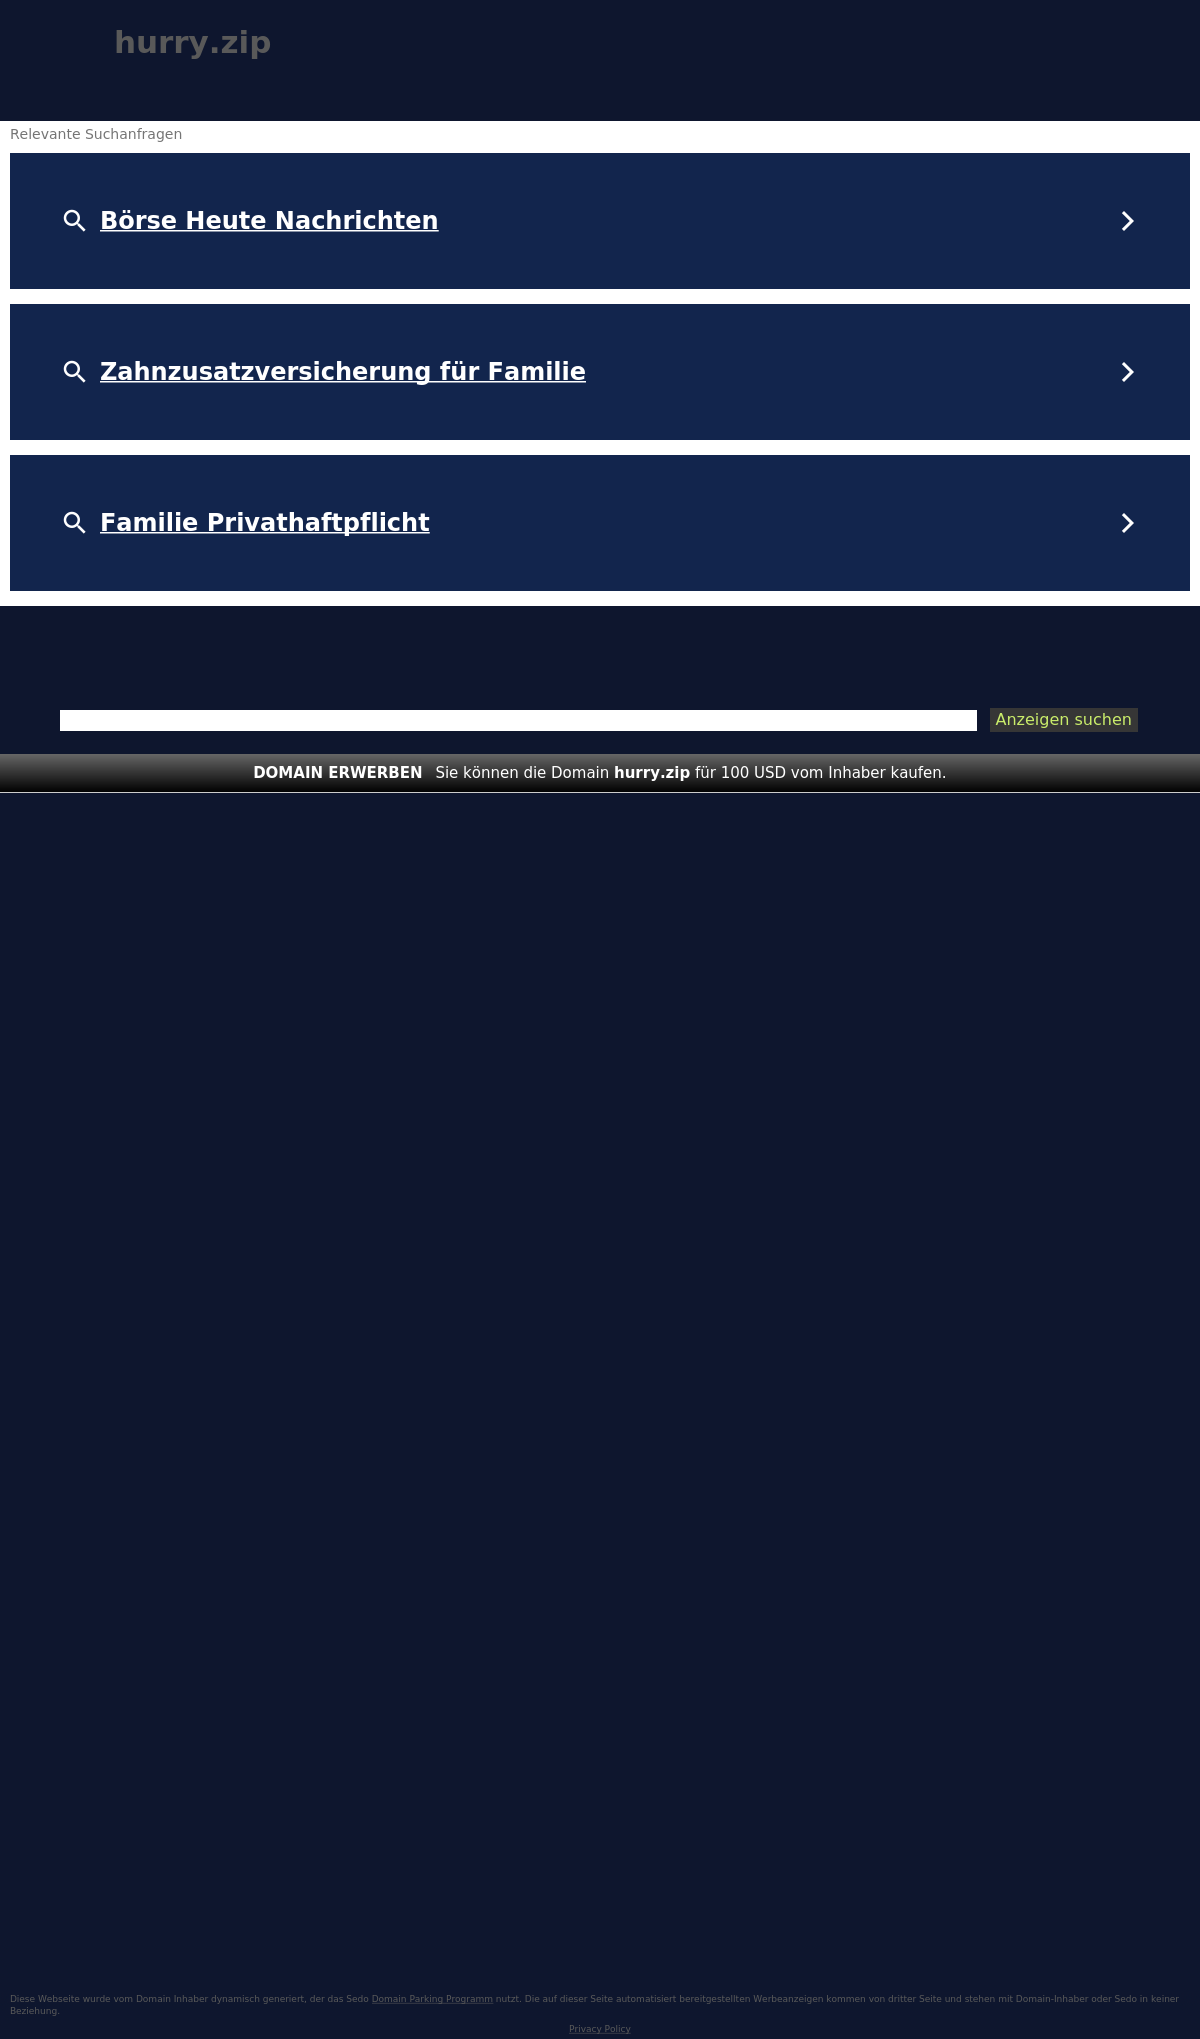 hurry.zip
Relevante Suchanfragen
Börse Heute Nachrichten
Zahnzusatzversicherung für Familie
Familie Privathaftpflicht
Anzeigen suchen
DOMAIN ERWERBEN Sie können die Domain hurry.zip für 100 USD vom Inhaber kaufen.
Diese Webseite wurde vom Domain Inhaber dynamisch generiert, der das Sedo Domain Parking Programm nutzt. Die auf dieser Seite automatisiert bereitgestellten Werbeanzeigen kommen von dritter Seite und stehen mit Domain-Inhaber oder Sedo in keiner
Beziehung.
Privacy Policy